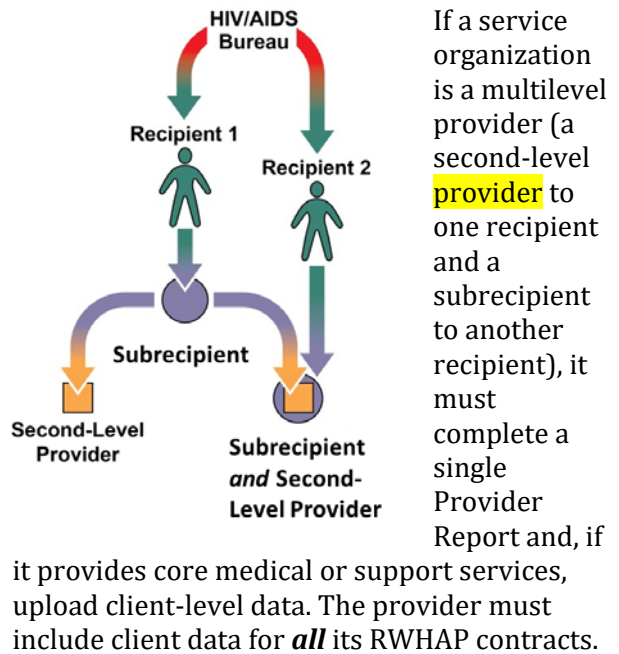 HIV/AIDS
Bureau
Recipient 1
Recipient 2
Subrecipient
Second-Level
Provider
Subrecipient
and Second-
Level Provider
If a service
organization
is a multilevel
provider (a
second-level
provider to
one recipient
and a
subrecipient
to another
recipient), it
must
complete a
single
Provider
Report and, if
it provides core medical or support services,
upload client-level data. The provider must
include client data for all its RWHAP contracts.